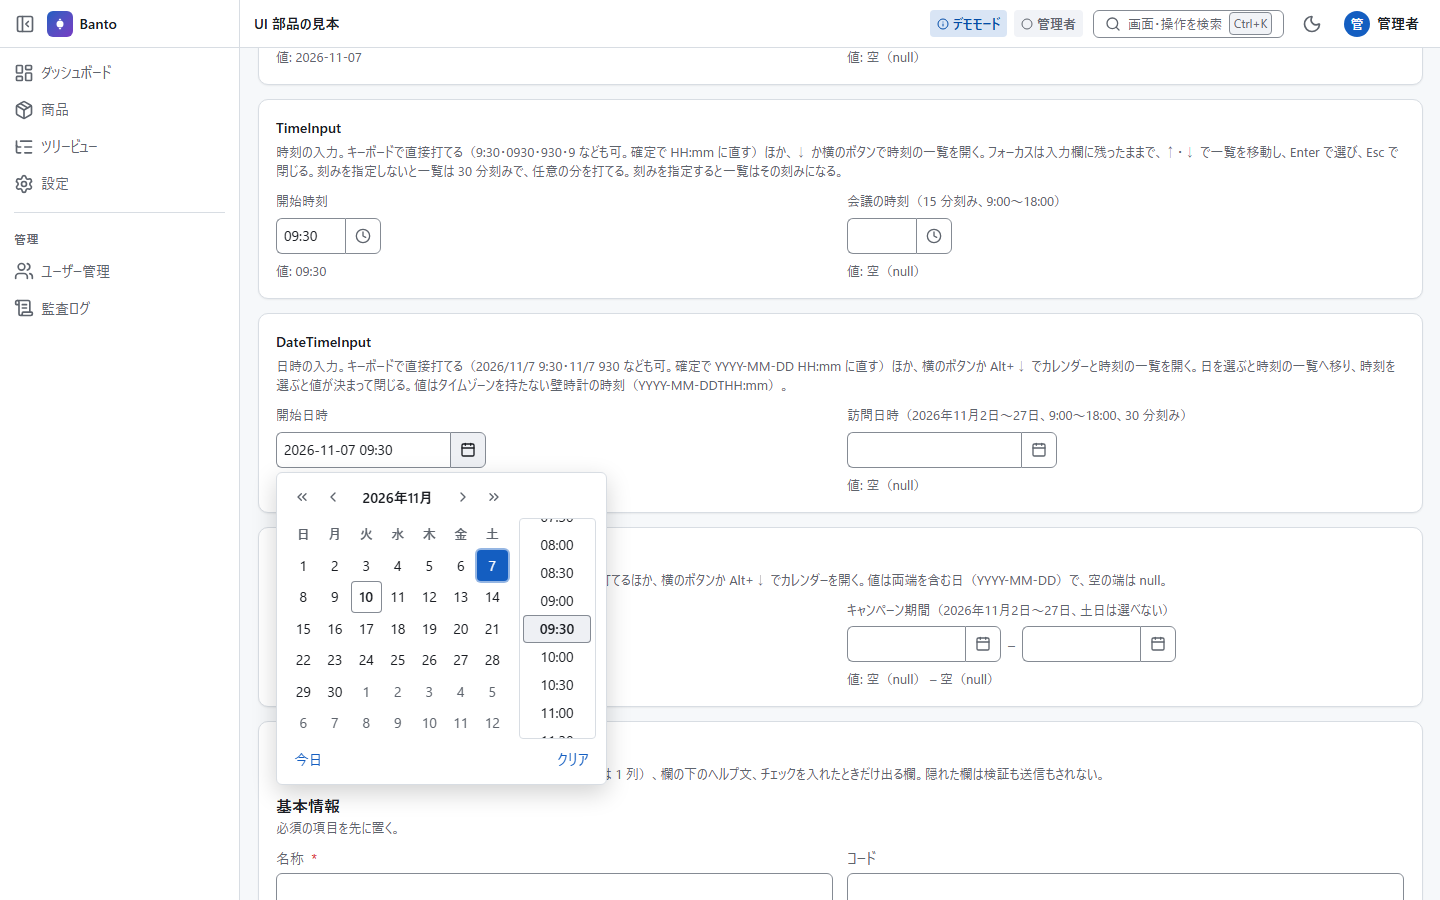 Banto
UI 部品の見本
デモモード
管理者
画面・操作を検索
Ctrl+K
管
管理者
ダッシュボード
商品
ツリービュー
設定
管理
ユーザー管理
監査ログ
値: 2026-11-07
値: 空（null）
TimeInput
時刻の入力。キーボードで直接打てる（9:30・0930・930・9 なども可。確定で HH:mm に直す）ほか、↓ か横のボタンで時刻の一覧を開く。フォーカスは入力欄に残ったままで、↑・↓ で一覧を移動し、Enter で選び、Esc で
閉じる。刻みを指定しないと一覧は 30 分刻みで、任意の分を打てる。刻みを指定すると一覧はその刻みになる。
開始時刻
会議の時刻（15 分刻み、9:00〜18:00）
09:30
値: 09:30
値: 空（null）
DateTimeInput
日時の入力。キーボードで直接打てる（2026/11/7 9:30・11/7 930 なども可。確定で YYYY-MM-DD HH:mm に直す）ほか、横のボタンか Alt+↓ でカレンダーと時刻の一覧を開く。日を選ぶと時刻の一覧へ移り、時刻を
選ぶと値が決まって閉じる。値はタイムゾーンを持たない壁時計の時刻（YYYY-MM-DDTHH:mm）。
開始日時
訪問日時（2026年11月2日〜27日、9:00〜18:00、30 分刻み）
2026-11-07 09:30
値: 空（null）
2026年11月
日 月 火 水 木 金 土
1 2 3 4 5 6 7
8 9 10 11 12 13 14
15 16 17 18 19 20 21
22 23 24 25 26 27 28
29 30 1 2 3 4 5
6 7 8 9 10 11 12
08:00
08:30
09:00
09:30
10:00
10:30
11:00
今日
クリア
打てるほか、横のボタンか Alt+↓ でカレンダーを開く。値は両端を含む日（YYYY-MM-DD）で、空の端は null。
キャンペーン期間（2026年11月2日〜27日、土日は選べない）
–
値: 空（null） – 空（null）
は 1 列）、欄の下のヘルプ文、チェックを入れたときだけ出る欄。隠れた欄は検証も送信もされない。
基本情報
必須の項目を先に置く。
名称 *
コード